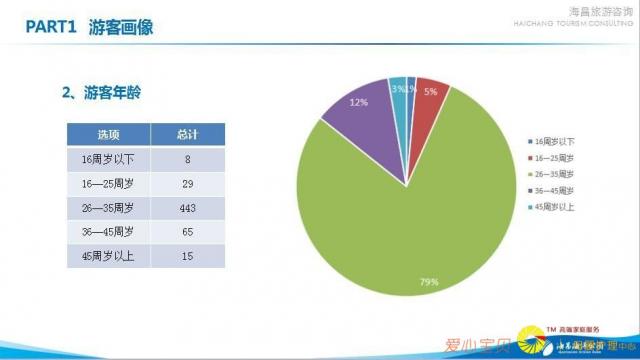 PART1 游客画像
海昌旅游咨询
HAICHANG TOURISM CONSULTING
2、游客年龄
选项 总计
16周岁以下 8
16—25周岁 29
26—35周岁 443
36—45周岁 65
45周岁以上 15
3% 1%
5%
12%
79%
16周岁以下
16—25周岁
26—35周岁
36—45周岁
45周岁以上
TM 高端家庭服务
爱心宝贝
管理中心